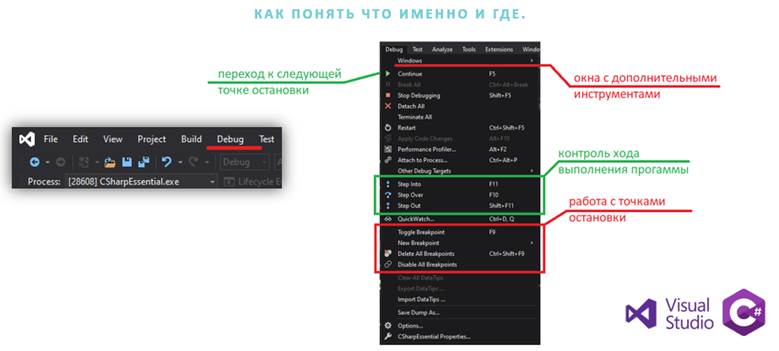 КАК ПОНЯТЬ ЧТО ИМЕННО И ГДЕ.
переход к следующей
точке остановки
File Edit View Project Build Debug Test
Debug
Process: [28608] CSharpEssential.exe Lifecycle E
Debug Test Analyze Tools Extensions Window
Windows
Continue F5
Break All Ctrl+Alt+Break
Stop Debugging Shift+F5
Detach All
Terminate All
Restart Ctrl+Shift+F5
Apply Code Changes Alt+F10
Performance Profiler... Alt+F2
Attach to Process... Ctrl+Alt+P
Other Debug Targets
Step Into F11
Step Over F10
Step Out Shift+F11
QuickWatch... Ctrl+D, Q
Toggle Breakpoint F9
New Breakpoint
Delete All Breakpoints Ctrl+Shift+F9
Disable All Breakpoints
Clear All DataTips
Export DataTips ...
Import DataTips ...
Save Dump As...
Options...
CSharpEssential Properties...
окна с дополнительными
инструментами
контроль хода
выполнения прогаммы
работа с точками
остановки
Visual
Studio
C#